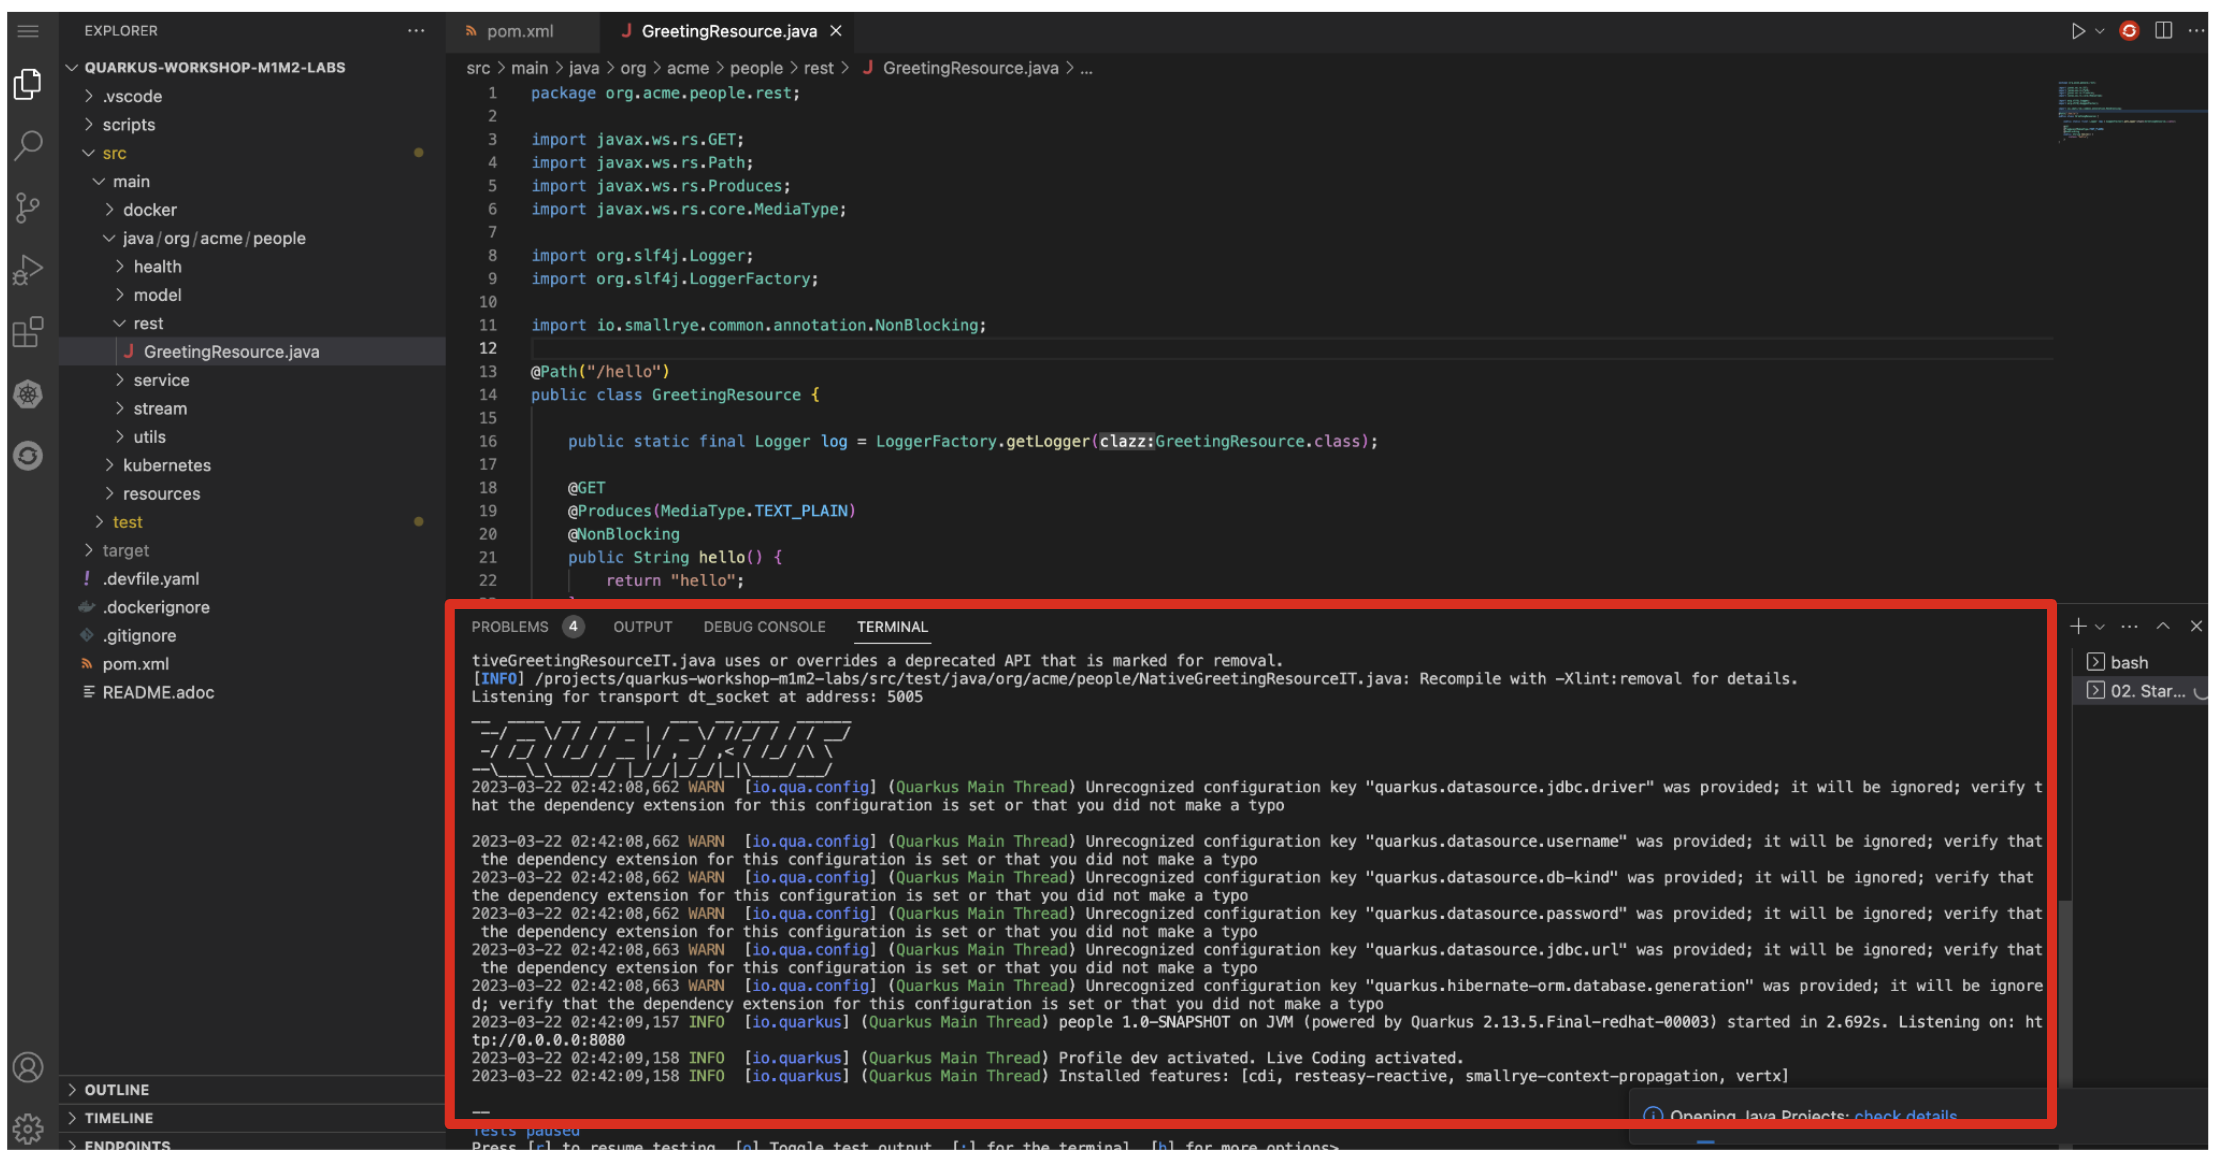 EXPLORER
QUARKUS-WORKSHOP-M1M2-LABS
.vscode
scripts
src
main
docker
java/org/acme/people
health
model
rest
GreetingResource.java
service
stream
utils
kubernetes
resources
test
target
.devfile.yaml
.dockerignore
.gitignore
pom.xml
README.adoc
OUTLINE
TIMELINE
ENDPOINTS
pom.xml
GreetingResource.java
src > main > java > org > acme > people > rest > GreetingResource.java > ...
1 package org.acme.people.rest;
2
3 import javax.ws.rs.GET;
4 import javax.ws.rs.Path;
5 import javax.ws.rs.Produces;
6 import javax.ws.rs.core.MediaType;
7
8 import org.slf4j.Logger;
9 import org.slf4j.LoggerFactory;
10
11 import io.smallrye.common.annotation.NonBlocking;
12
13 @Path("/hello")
14 public class GreetingResource {
15
16 public static final Logger log = LoggerFactory.getLogger(clazz:GreetingResource.class);
17
18 @GET
19 @Produces(MediaType.TEXT_PLAIN)
20 @NonBlocking
21 public String hello() {
22 return "hello";
PROBLEMS 4 OUTPUT DEBUG CONSOLE TERMINAL
tiveGreetingResourceIT.java uses or overrides a deprecated API that is marked for removal.
[INFO] /projects/quarkus-workshop-m1m2-labs/src/test/java/org/acme/people/NativeGreetingResourceIT.java: Recompile with -Xlint:removal for details.
Listening for transport dt_socket at address: 5005
2023-03-22 02:42:08,662 WARN [io.qua.config] (Quarkus Main Thread) Unrecognized configuration key "quarkus.datasource.jdbc.driver" was provided; it will be ignored; verify t
hat the dependency extension for this configuration is set or that you did not make a typo
2023-03-22 02:42:08,662 WARN [io.qua.config] (Quarkus Main Thread) Unrecognized configuration key "quarkus.datasource.username" was provided; it will be ignored; verify that
the dependency extension for this configuration is set or that you did not make a typo
2023-03-22 02:42:08,662 WARN [io.qua.config] (Quarkus Main Thread) Unrecognized configuration key "quarkus.datasource.db-kind" was provided; it will be ignored; verify that
the dependency extension for this configuration is set or that you did not make a typo
2023-03-22 02:42:08,662 WARN [io.qua.config] (Quarkus Main Thread) Unrecognized configuration key "quarkus.datasource.password" was provided; it will be ignored; verify that
the dependency extension for this configuration is set or that you did not make a typo
2023-03-22 02:42:08,663 WARN [io.qua.config] (Quarkus Main Thread) Unrecognized configuration key "quarkus.datasource.jdbc.url" was provided; it will be ignored; verify that
the dependency extension for this configuration is set or that you did not make a typo
2023-03-22 02:42:08,663 WARN [io.qua.config] (Quarkus Main Thread) Unrecognized configuration key "quarkus.hibernate-orm.database.generation" was provided; it will be ignore
d; verify that the dependency extension for this configuration is set or that you did not make a typo
2023-03-22 02:42:09,157 INFO [io.quarkus] (Quarkus Main Thread) people 1.0-SNAPSHOT on JVM (powered by Quarkus 2.13.5.Final-redhat-00003) started in 2.692s. Listening on: ht
tp://0.0.0.0:8080
2023-03-22 02:42:09,158 INFO [io.quarkus] (Quarkus Main Thread) Profile dev activated. Live Coding activated.
2023-03-22 02:42:09,158 INFO [io.quarkus] (Quarkus Main Thread) Installed features: [cdi, resteasy-reactive, smallrye-context-propagation, vertx]
--
Tests paused
Press [r] to resume testing, [o] Toggle test output, [:] for the terminal, [h] for more options>
bash
02. Star...
Opening Java Projects: check details